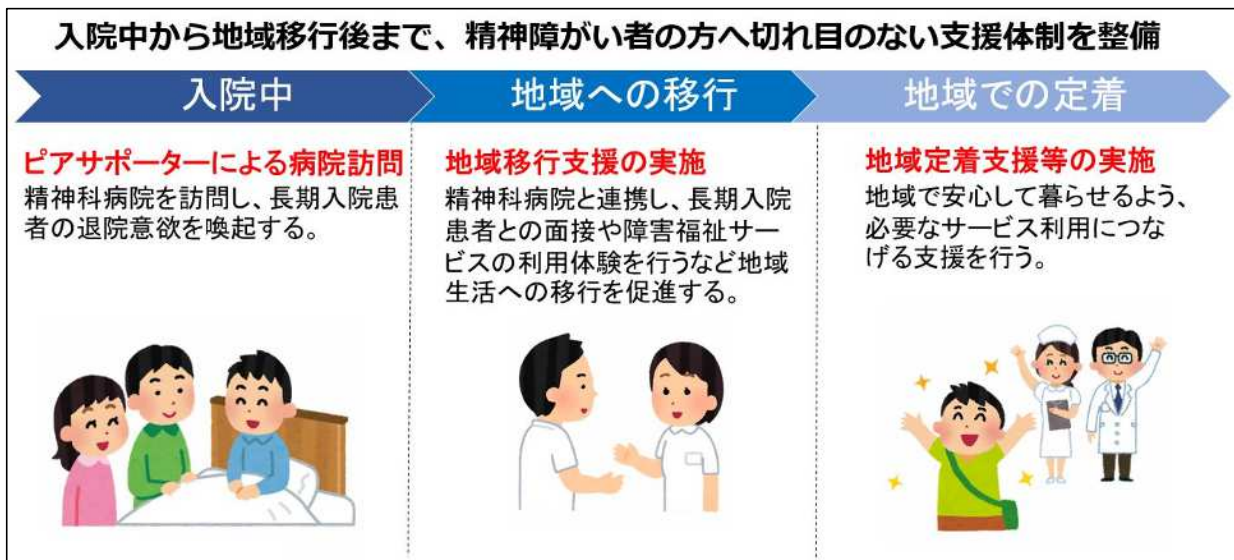 入院中から地域移行後まで、精神障がい者の方へ切れ目のない支援体制を整備
入院中
地域への移行
地域での定着
ピアサポーターによる病院訪問
精神科病院を訪問し、長期入院患
者の退院意欲を喚起する。
地域移行支援の実施
精神科病院と連携し、長期入院
患者との面接や障害福祉サー
ビスの利用体験を行うなど地域
生活への移行を促進する。
地域定着支援等の実施
地域で安心して暮らせるよう、
必要なサービス利用につな
げる支援を行う。